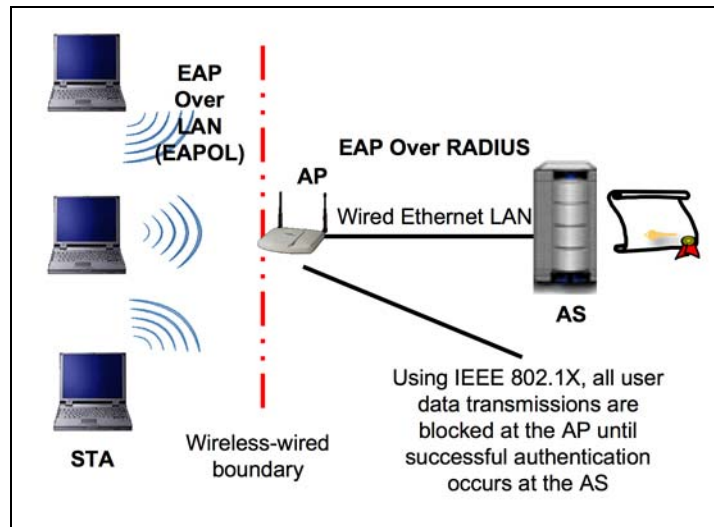 EAP
Over
LAN
(EAPOL)
EAP Over RADIUS
AP
Wired Ethernet LAN
AS
STA
Wireless-wired
boundary
Using IEEE 802.1X, all user
data transmissions are
blocked at the AP until
successful authentication
occurs at the AS